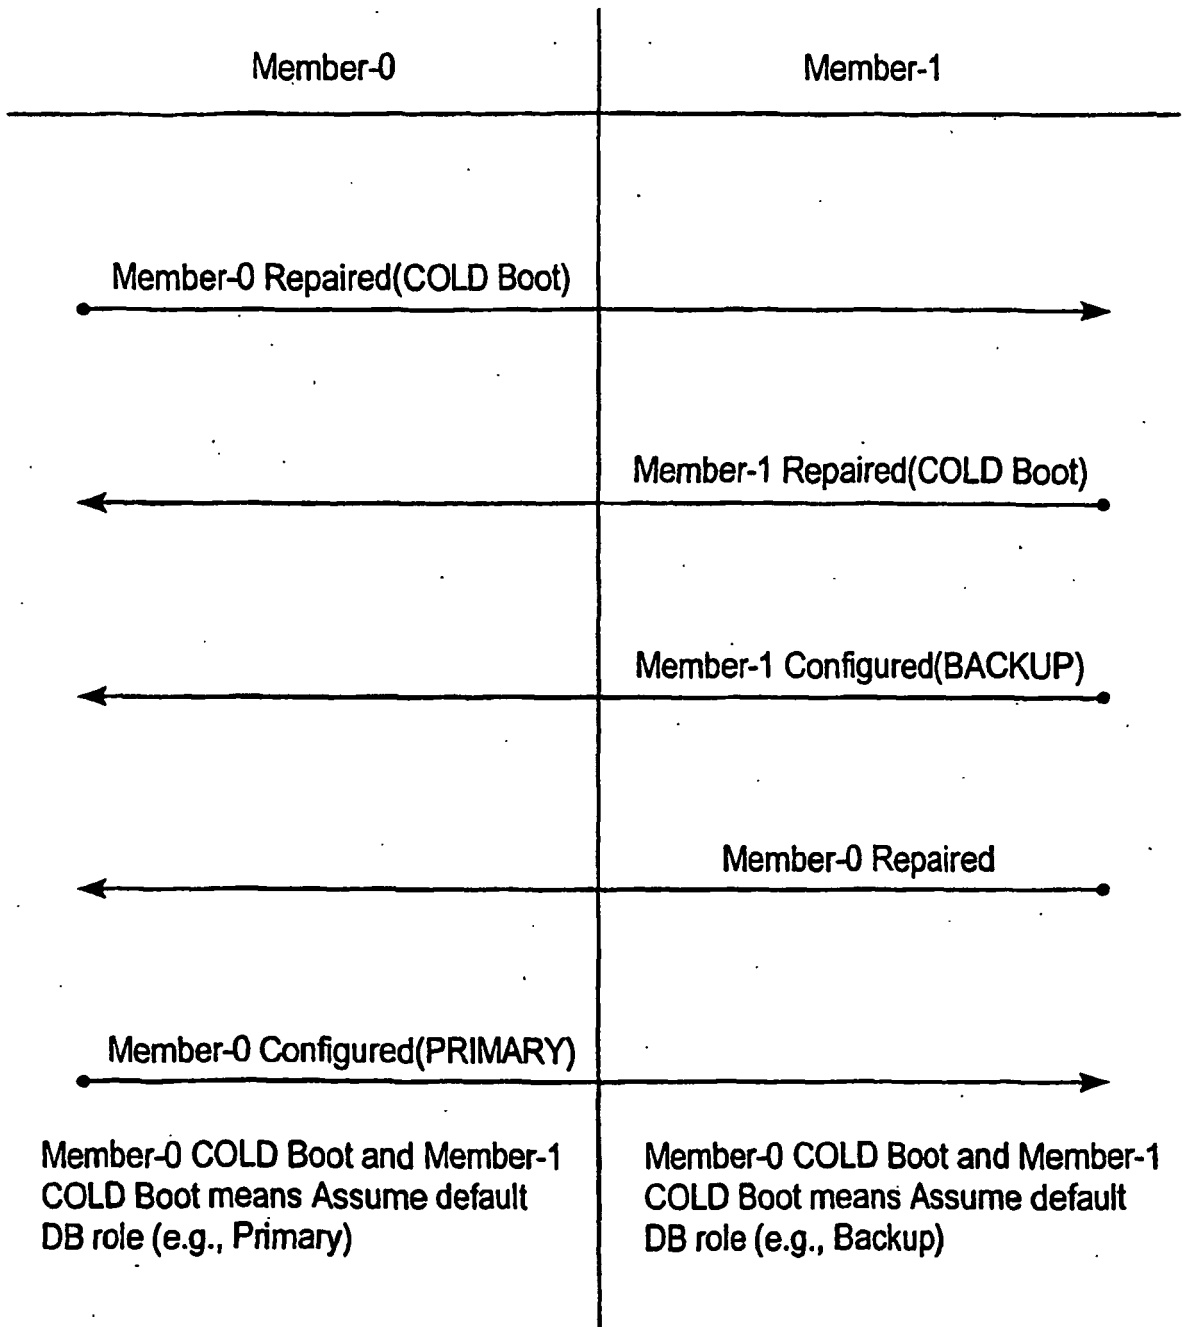 Member-0
Member-1
Member-0 Repaired(COLD Boot)
Member-1 Repaired(COLD Boot)
Member-1 Configured(BACKUP)
Member-0 Repaired
Member-0 Configured(PRIMARY)
Member-0 COLD Boot and Member-1
COLD Boot means Assume default
DB role (e.g., Primary)
Member-0 COLD Boot and Member-1
COLD Boot means Assume default
DB role (e.g., Backup)